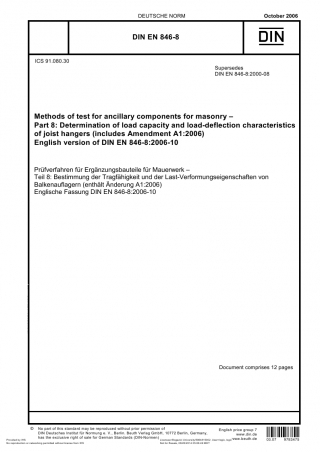 DEUTSCHE NORM
October 2006
DIN EN 846-8
DIN
ICS 91.080.30
Supersedes
DIN EN 846-8:2000-08
Methods of test for ancillary components for masonry –
Part 8: Determination of load capacity and load-deflection characteristics
of joist hangers (includes Amendment A1:2006)
English version of DIN EN 846-8:2006-10
Prüfverfahren für Ergänzungsbauteile für Mauerwerk –
Teil 8: Bestimmung der Tragfähigkeit und der Last-Verformungseigenschaften von
Balkenauflagern (enthält Änderung A1:2006)
Englische Fassung DIN EN 846-8:2006-10
Document comprises 12 pages
© No part of this standard may be reproduced without prior permission of
DIN Deutsches Institut für Normung e. V., Berlin. Beuth Verlag GmbH, 10772 Berlin, Germany,
has the exclusive right of sale for German Standards (DIN-Normen)
English price group 7
www.din.de
www.beuth.de
03.07